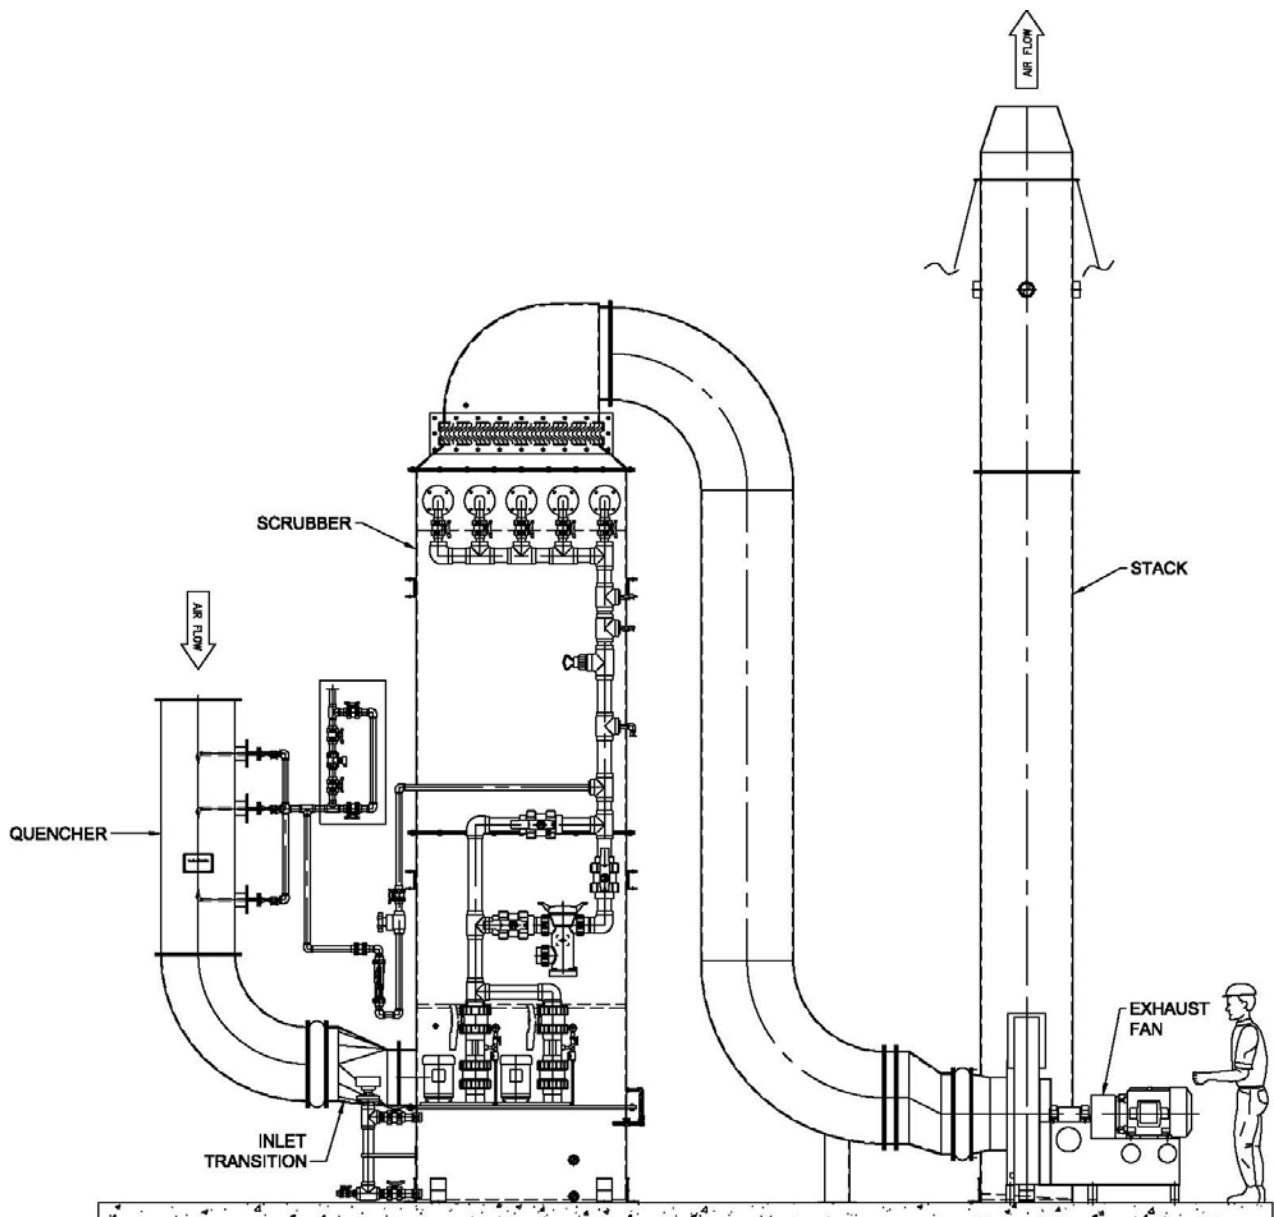 AIR FLOW
SCRUBBER
STACK
AIR FLOW
QUENCHER
EXHAUST
FAN
INLET
TRANSITION